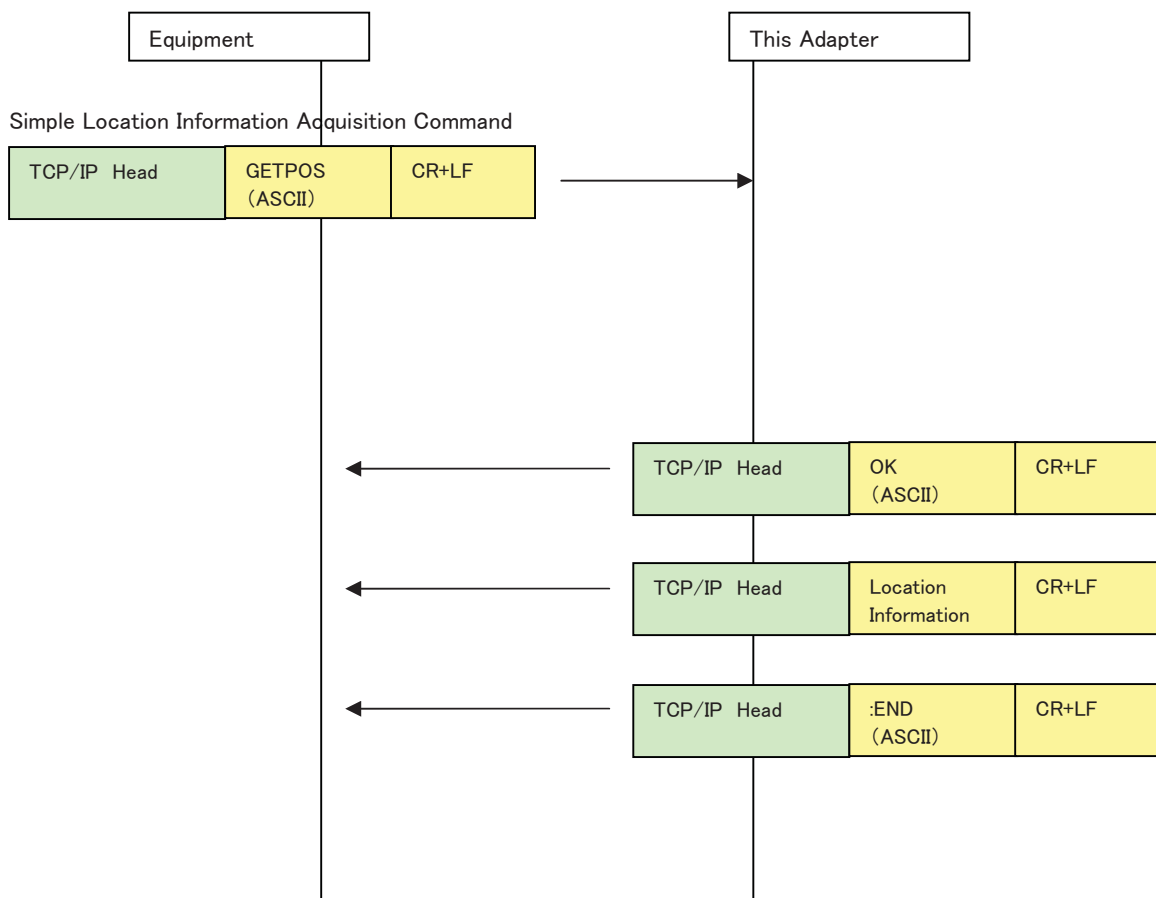 Equipment
This Adapter
Simple Location Information Acquisition Command
TCP/IP Head
GETPOS
(ASCII)
CR+LF
TCP/IP Head
OK
(ASCII)
CR+LF
TCP/IP Head
Location
Information
CR+LF
TCP/IP Head
:END
(ASCII)
CR+LF